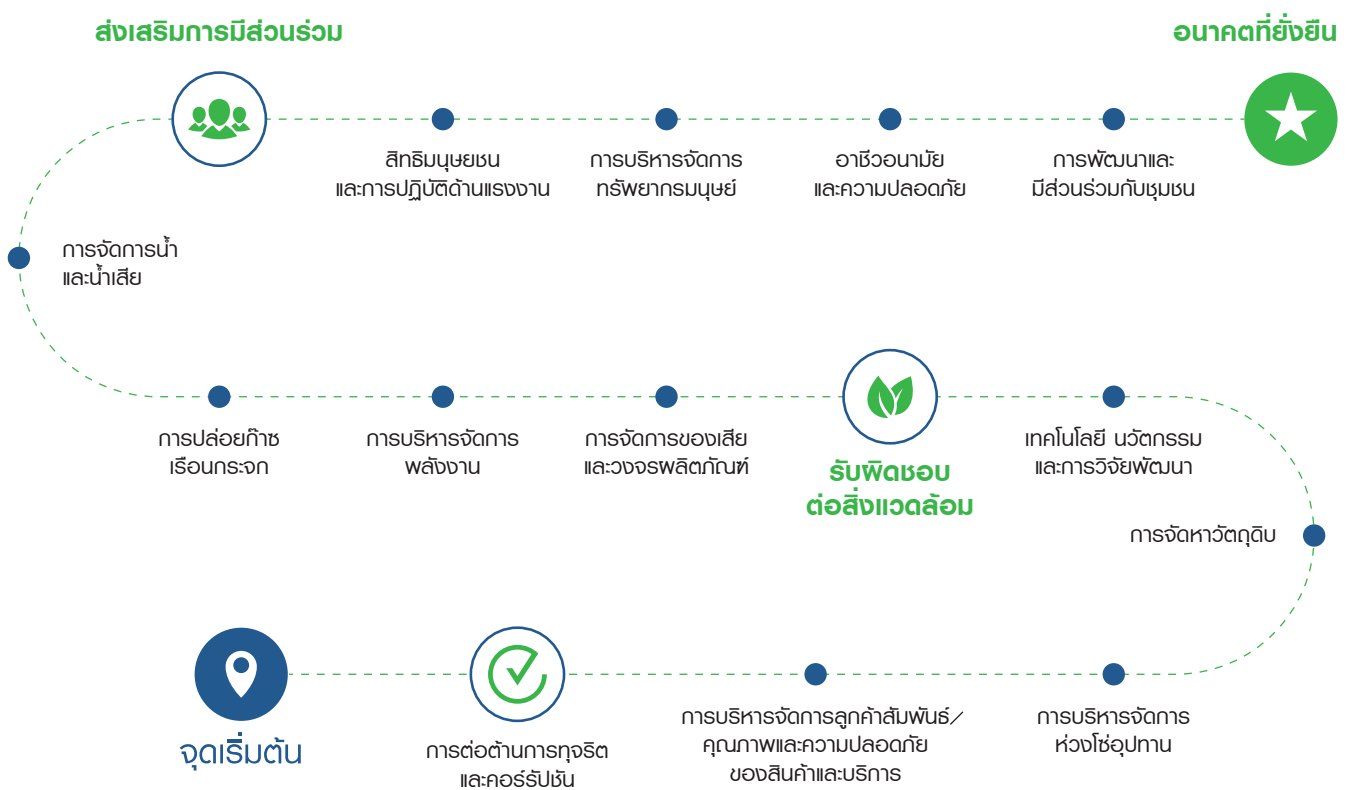 ส่งเสริมการมีส่วนร่วม
อนาคตที่ยั่งยืน
สิทธิมนุษยชน
และการปฏิบัติด้านแรงงาน
การบริหารจัดการ
ทรัพยากรมนุษย์
อาชีวอนามัย
และความปลอดภัย
การพัฒนาและ
มีส่วนร่วมกับชุมชน
การจัดการน้ำ
และน้ำเสีย
การปล่อยก๊าซ
เรือนกระจก
การบริหารจัดการ
พลังงาน
การจัดการของเสีย
และวงจรผลิตภัณฑ์
รับผิดชอบ
ต่อสิ่งแวดล้อม
เทคโนโลยี นวัตกรรม
และการวิจัยพัฒนา
การจัดหาวัตถุดิบ
จุดเริ่มต้น
การต่อต้านการทุจริต
และคอร์รัปชัน
การบริหารจัดการลูกค้าสัมพันธ์/
คุณภาพและความปลอดภัย
ของสินค้าและบริการ
การบริหารจัดการ
ห่วงโซ่อุปทาน